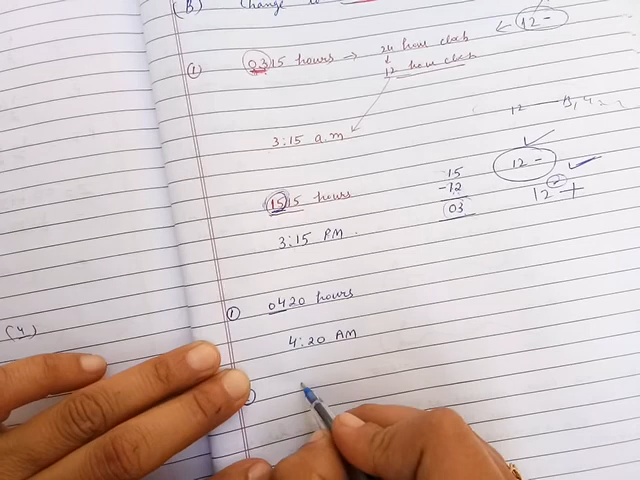 (B) Change to
12 -
① 0315 hours → 24 hour clock
12 hour clock
3:15 a.m
12
12 -
15
-12
03
12 +
1515 hours
3:15 PM
① 0420 hours
(4)
4:20 AM